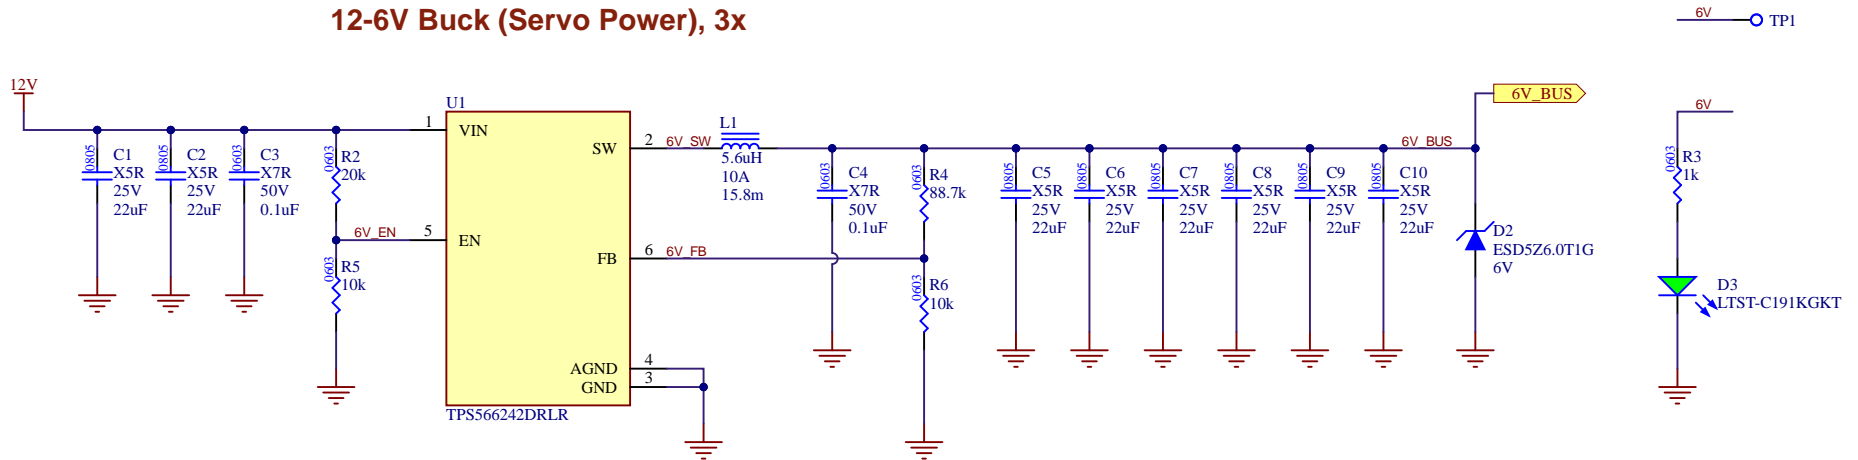 12-6V Buck (Servo Power), 3x
6V
TP1
12V
U1
1
VIN
SW
2
6V_SW
L1
5.6uH
10A
15.8m
6V_BUS
6V_BUS
6V
0805
C1
X5R
25V
22uF
0805
C2
X5R
25V
22uF
0603
C3
X7R
50V
0.1uF
0603
R2
20k
6V_EN
5
EN
0603
R5
10k
FB
6
6V_FB
0603
C4
X7R
50V
0.1uF
0603
R4
88.7k
0603
R6
10k
0805
C5
X5R
25V
22uF
0805
C6
X5R
25V
22uF
0805
C7
X5R
25V
22uF
0805
C8
X5R
25V
22uF
0805
C9
X5R
25V
22uF
0805
C10
X5R
25V
22uF
D2
ESD5Z6.0T1G
6V
0603
R3
1k
D3
LTST-C191KGKT
AGND
4
GND
3
TPS566242DRLR